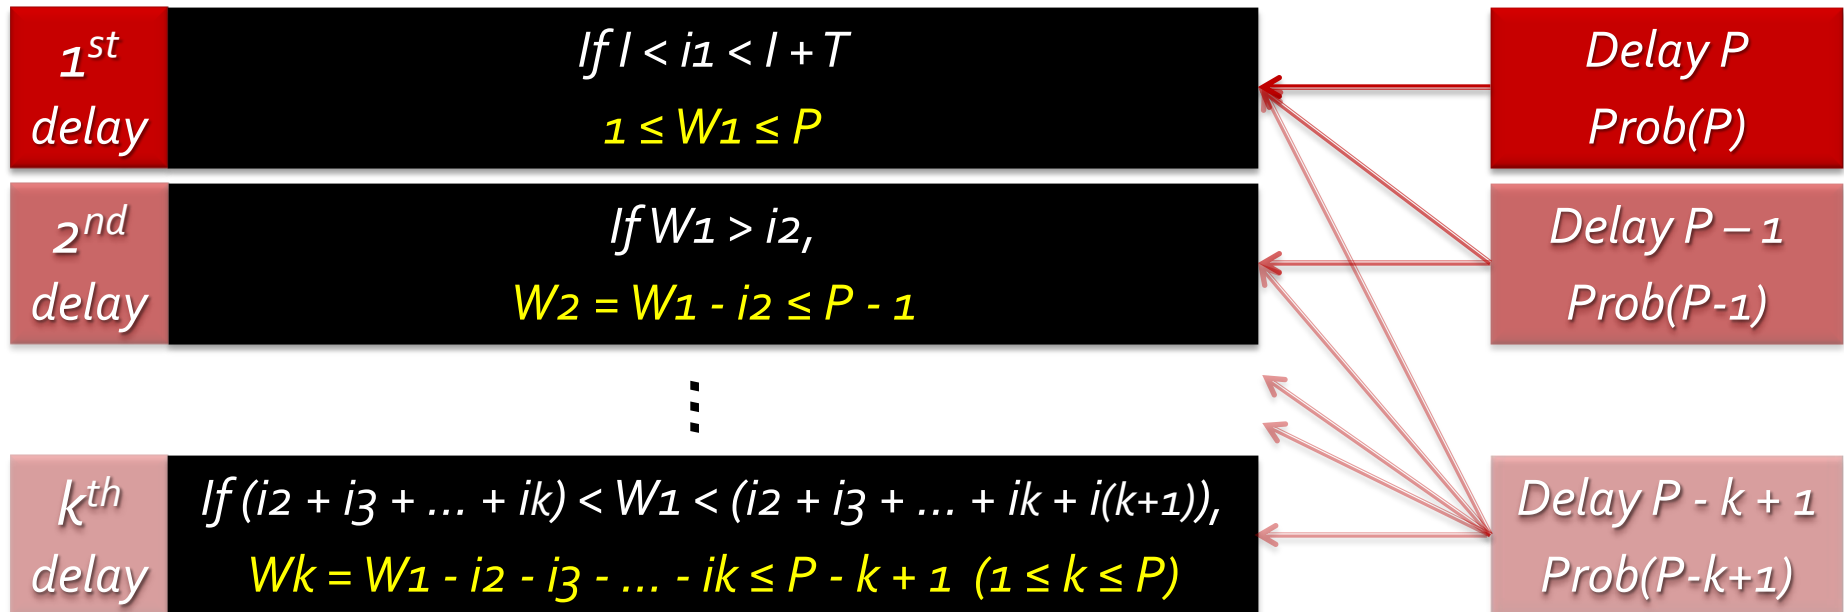 1st
delay
If I < i1 < I + T
1 ≤ W1 ≤ P
Delay P
Prob(P)
2nd
delay
If W1 > i2,
W2 = W1 - i2 ≤ P - 1
Delay P – 1
Prob(P-1)
⋮
kth
delay
If (i2 + i3 + ... + ik) < W1 < (i2 + i3 + ... + ik + i(k+1)),
Wk = W1 - i2 - i3 - ... - ik ≤ P - k + 1 (1 ≤ k ≤ P)
Delay P - k + 1
Prob(P-k+1)